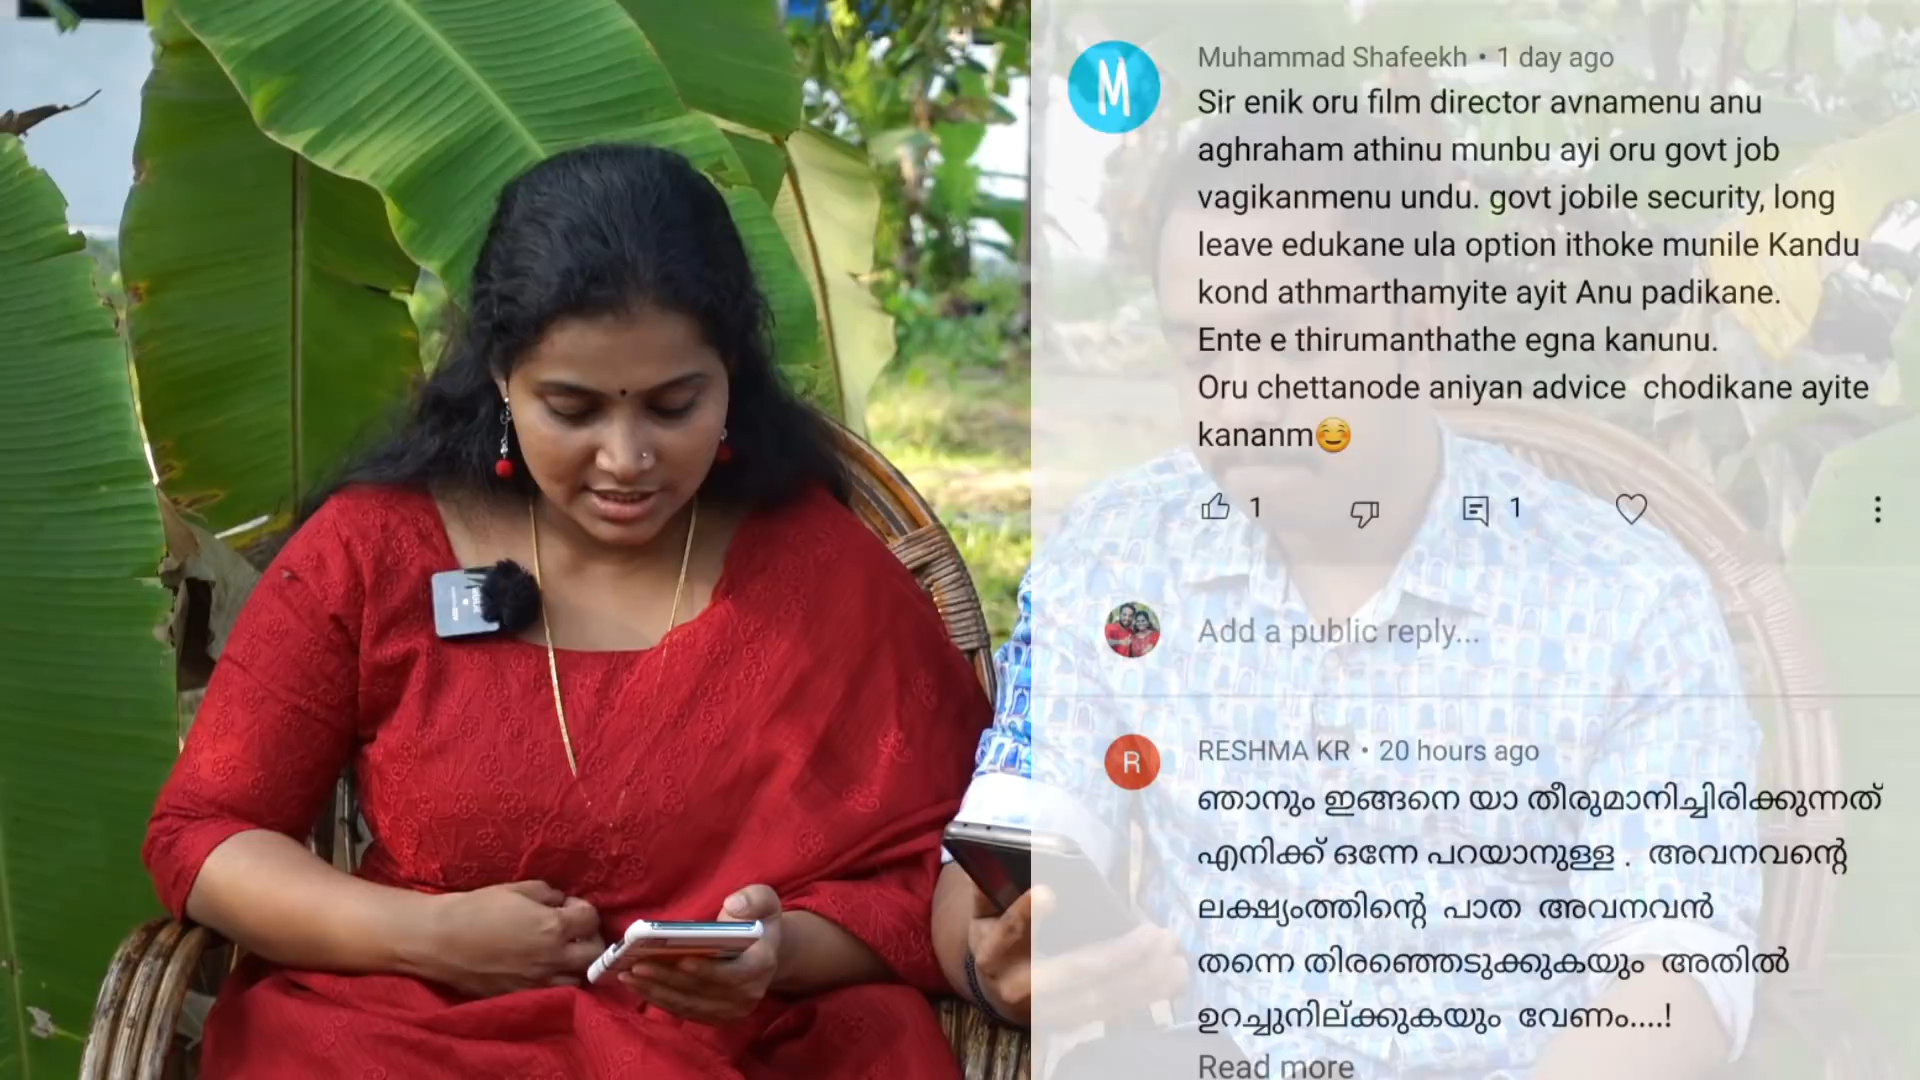 M
Muhammad Shafeekh • 1 day ago
Sir enik oru film director avnamenu anu
aghraham athinu munbu ayi oru govt job
vagikanmenu undu. govt jobile security, long
leave edukane ula option ithoke munile Kandu
kond athmarthamyite ayit Anu padikane.
Ente e thirumanthathe egna kanunu.
Oru chettanode aniyan advice  chodikane ayite
kananm☺️
1 1
Add a public reply...
R
RESHMA KR • 20 hours ago
ഞാനും ഇങ്ങനെ യാ തീരുമാനിച്ചിരിക്കുന്നത്
എനിക്ക് ഒന്നേ പറയാനുള്ള .  അവനവന്റെ
ലക്ഷ്യംത്തിന്റെ  പാത  അവനവൻ
തന്നെ തിരഞ്ഞെടുക്കുകയും  അതിൽ
ഉറച്ചുനില്ക്കുകയും  വേണം....!
Read more